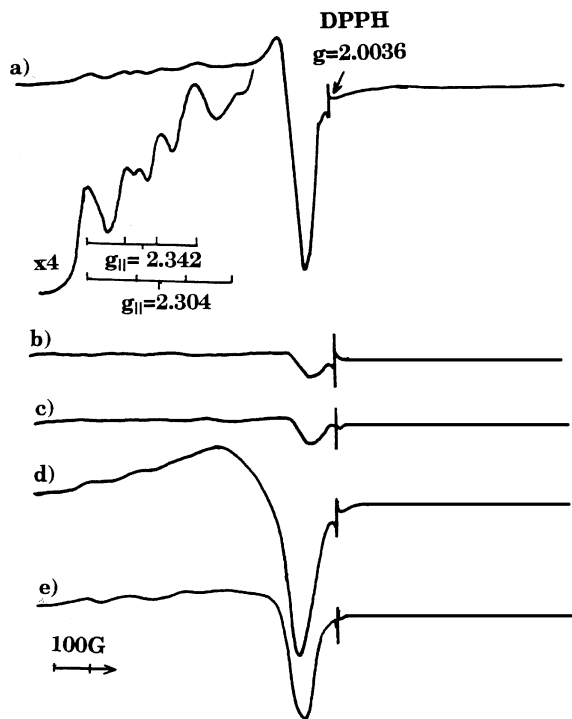 DPPH
g=2.0036
a)
x4
g||= 2.342
g||=2.304
b)
c)
d)
e)
100G